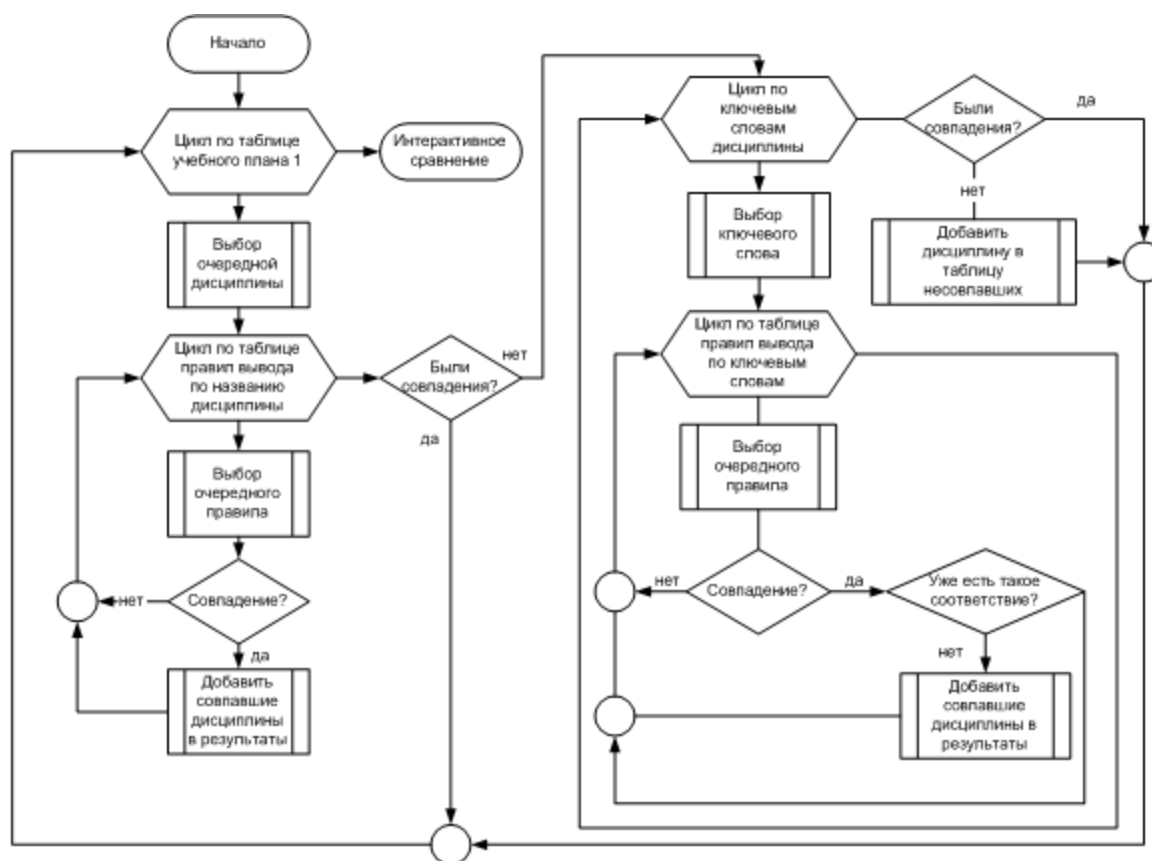 Начало
Цикл по таблице
учебного плана 1
Интерактивное
сравнение
Выбор
очередной
дисциплины
Цикл по таблице
правил вывода
по названию
дисциплины
Были
совпадения?
нет
да
Выбор
очередного
правила
Совпадение?
нет
да
Добавить
совпавшие
дисциплины
в результаты
Цикл по
ключевым
словам
дисциплины
Были
совпадения?
да
нет
Добавить
дисциплину в
таблицу
несовпавших
Выбор
ключевого
слова
Цикл по таблице
правил вывода
по ключевым
словам
Выбор
очередного
правила
Совпадение?
нет
да
Уже есть такое
соответствие?
нет
Добавить
совпавшие
дисциплины в
результаты